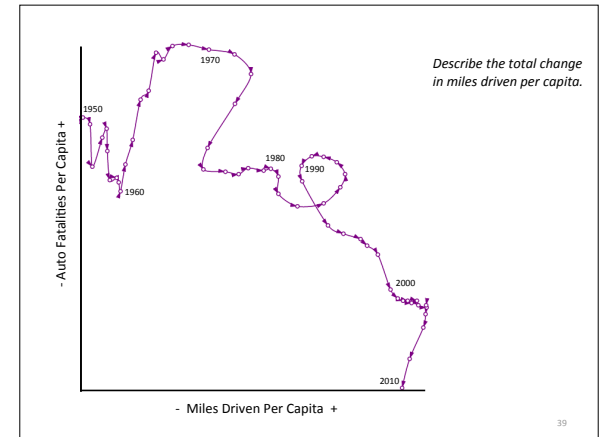 Describe the total change
in miles driven per capita.
1970
1950
1980
1990
1960
2000
2010
- Auto Fatalities Per Capita +
- Miles Driven Per Capita +
39